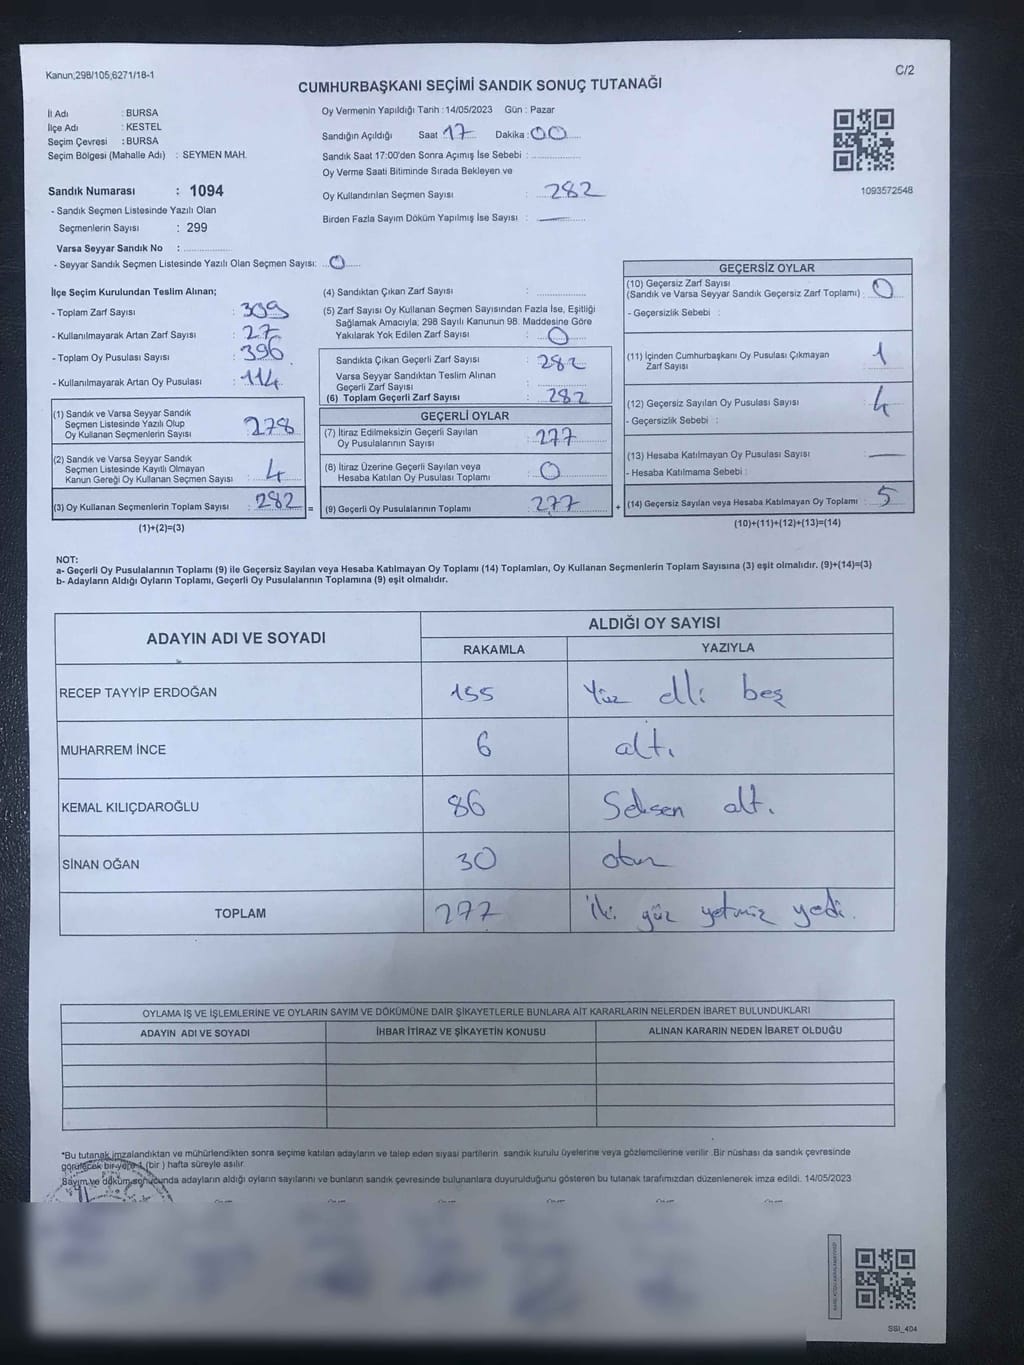 Kanun;298/105,6271/18-1
C/2
CUMHURBAŞKANI SEÇİMİ SANDIK SONUÇ TUTANAĞI
İl Adı : BURSA
İlçe Adı : KESTEL
Seçim Çevresi : BURSA
Seçim Bölgesi (Mahalle Adı) : SEYMEN MAH.
Sandık Numarası : 1094
- Sandık Seçmen Listesinde Yazılı Olan
Seçmenlerin Sayısı : 299
Varsa Seyyar Sandık No :
- Seyyar Sandık Seçmen Listesinde Yazılı Olan Seçmen Sayısı: 0
Oy Vermenin Yapıldığı Tarih : 14/05/2023 Gün : Pazar
Sandığın Açıldığı Saat 17 Dakika : 00
Sandık Saat 17:00'den Sonra Açımış İse Sebebi :
Oy Verme Saati Bitiminde Sırada Bekleyen ve
Oy Kullandırılan Seçmen Sayısı : 282
Birden Fazla Sayım Döküm Yapılmış İse Sayısı : —
1093572548
İlçe Seçim Kurulundan Teslim Alınan;
- Toplam Zarf Sayısı : 309
- Kullanılmayarak Artan Zarf Sayısı : 27
- Toplam Oy Pusulası Sayısı : 396
- Kullanılmayarak Artan Oy Pusulası : 114
(1) Sandık ve Varsa Seyyar Sandık
Seçmen Listesinde Yazılı Olup
Oy Kullanan Seçmenlerin Sayısı : 278
(2) Sandık ve Varsa Seyyar Sandık
Seçmen Listesinde Kayıtlı Olmayan
Kanun Gereği Oy Kullanan Seçmen Sayısı : 4
(3) Oy Kullanan Seçmenlerin Toplam Sayısı : 282 =
(1)+(2)=(3)
(4) Sandıktan Çıkan Zarf Sayısı :
(5) Zarf Sayısı Oy Kullanan Seçmen Sayısından Fazla İse, Eşitliği
Sağlamak Amacıyla; 298 Sayılı Kanunun 98. Maddesine Göre
Yakılarak Yok Edilen Zarf Sayısı : 0
Sandıkta Çıkan Geçerli Zarf Sayısı : 282
Varsa Seyyar Sandıktan Teslim Alınan
Geçerli Zarf Sayısı :
(6) Toplam Geçerli Zarf Sayısı : 282
GEÇERLİ OYLAR
(7) İtiraz Edilmeksizin Geçerli Sayılan
Oy Pusulalarının Sayısı : 277
(8) İtiraz Üzerine Geçerli Sayılan veya
Hesaba Katılan Oy Pusulası Toplamı : 0
(9) Geçerli Oy Pusulalarının Toplamı : 277 +
GEÇERSİZ OYLAR
(10) Geçersiz Zarf Sayısı
(Sandık ve Varsa Seyyar Sandık Geçersiz Zarf Toplamı) : 0
- Geçersizlik Sebebi :
(11) İçinden Cumhurbaşkanı Oy Pusulası Çıkmayan
Zarf Sayısı : 1
(12) Geçersiz Sayılan Oy Pusulası Sayısı : 4
- Geçersizlik Sebebi :
(13) Hesaba Katılmayan Oy Pusulası Sayısı : —
- Hesaba Katılmama Sebebi :
(14) Geçersiz Sayılan veya Hesaba Katılmayan Oy Toplamı : 5
(10)+(11)+(12)+(13)=(14)
NOT:
a- Geçerli Oy Pusulalarının Toplamı (9) ile Geçersiz Sayılan veya Hesaba Katılmayan Oy Toplamı (14) Toplamları, Oy Kullanan Seçmenlerin Toplam Sayısına (3) eşit olmalıdır. (9)+(14)=(3)
b- Adayların Aldığı Oyların Toplamı, Geçerli Oy Pusulalarının Toplamına (9) eşit olmalıdır.
ADAYIN ADI VE SOYADI ALDIĞI OY SAYISI
RAKAMLA YAZIYLA
RECEP TAYYİP ERDOĞAN 155 Yüz elli beş
MUHARREM İNCE 6 altı
KEMAL KILIÇDAROĞLU 86 Seksen altı
SİNAN OĞAN 30 otuz
TOPLAM 277 iki yüz yetmiş yedi.
OYLAMA İŞ VE İŞLEMLERİNE VE OYLARIN SAYIM VE DÖKÜMÜNE DAİR ŞİKAYETLERLE BUNLARA AİT KARARLARIN NELERDEN İBARET BULUNDUKLARI
ADAYIN ADI VE SOYADI İHBAR İTİRAZ VE ŞİKAYETİN KONUSU ALINAN KARARIN NEDEN İBARET OLDUĞU
*Bu tutanak imzalandıktan ve mühürlendikten sonra seçime katılan adayların ve talep eden siyasi partilerin sandık kurulu üyelerine veya gözlemcilerine verilir .Bir nüshası da sandık çevresinde
görülecek bir yere 1 (bir ) hafta süreyle asılır.
Sayım ve döküm sonucunda adayların aldığı oyların sayılarını ve bunların sandık çevresinde bulunanlara duyurulduğunu gösteren bu tutanak tarafımızdan düzenlenerek imza edildi. 14/05/2023
SSI_404